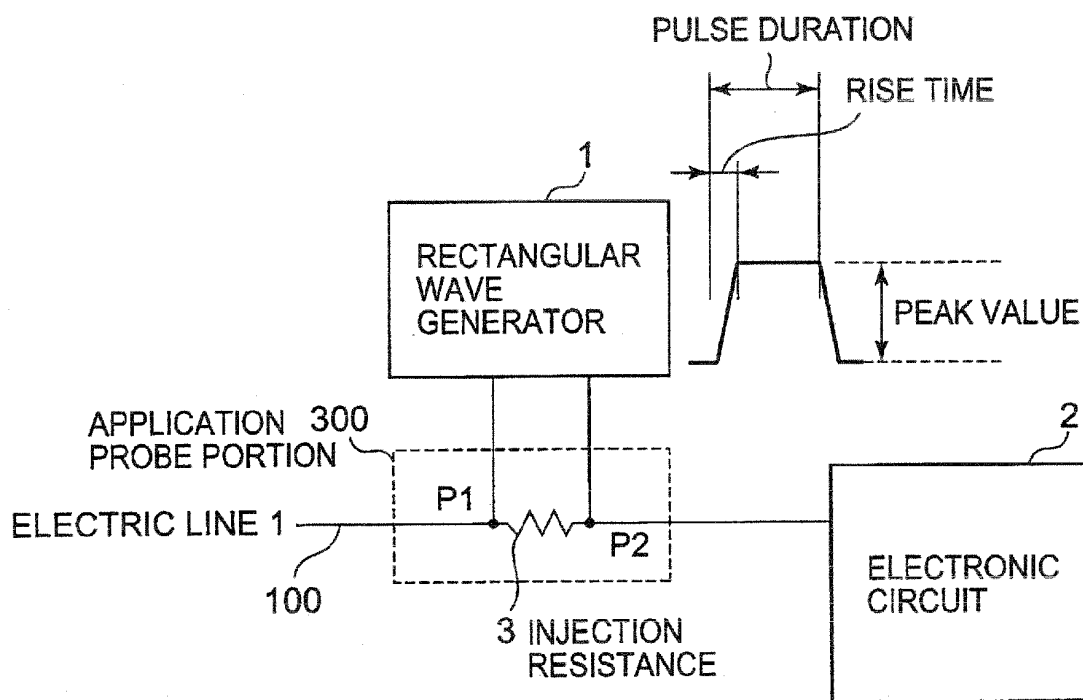 PULSE DURATION
RISE TIME
1
RECTANGULAR
WAVE
GENERATOR
PEAK VALUE
APPLICATION 300
PROBE PORTION
2
P1
ELECTRIC LINE 1
P2
100
ELECTRONIC
CIRCUIT
3 INJECTION
RESISTANCE